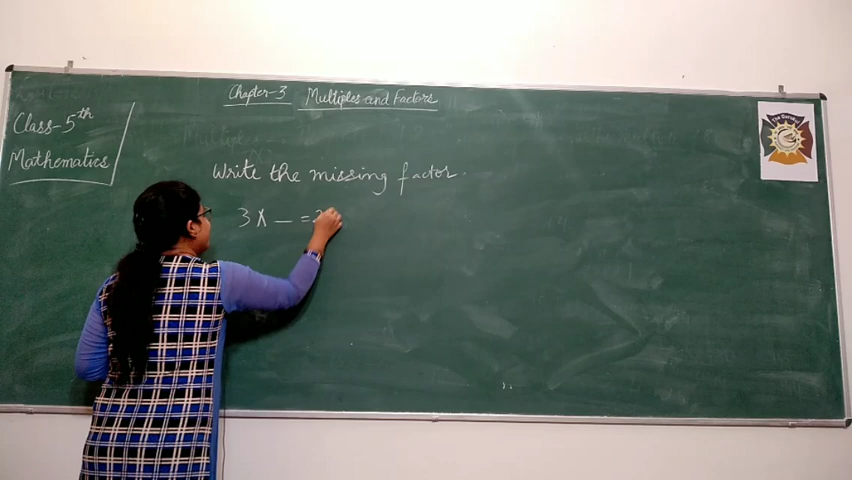 Chapter-3 Multiples and Factors
Class-5th
Mathematics
Write the missing factor.
3 X — =